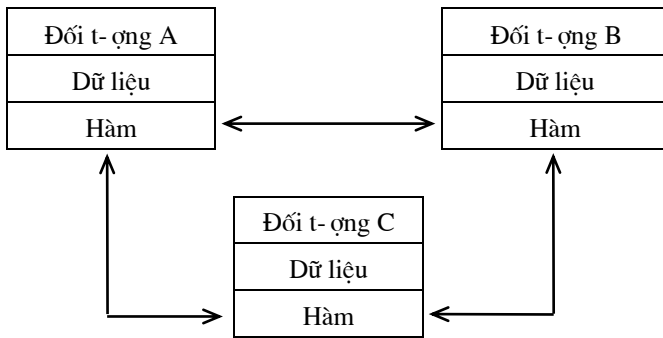 Đối t- ợng A
Dữ liệu
Hàm
Đối t- ợng B
Dữ liệu
Hàm
Đối t- ợng C
Dữ liệu
Hàm